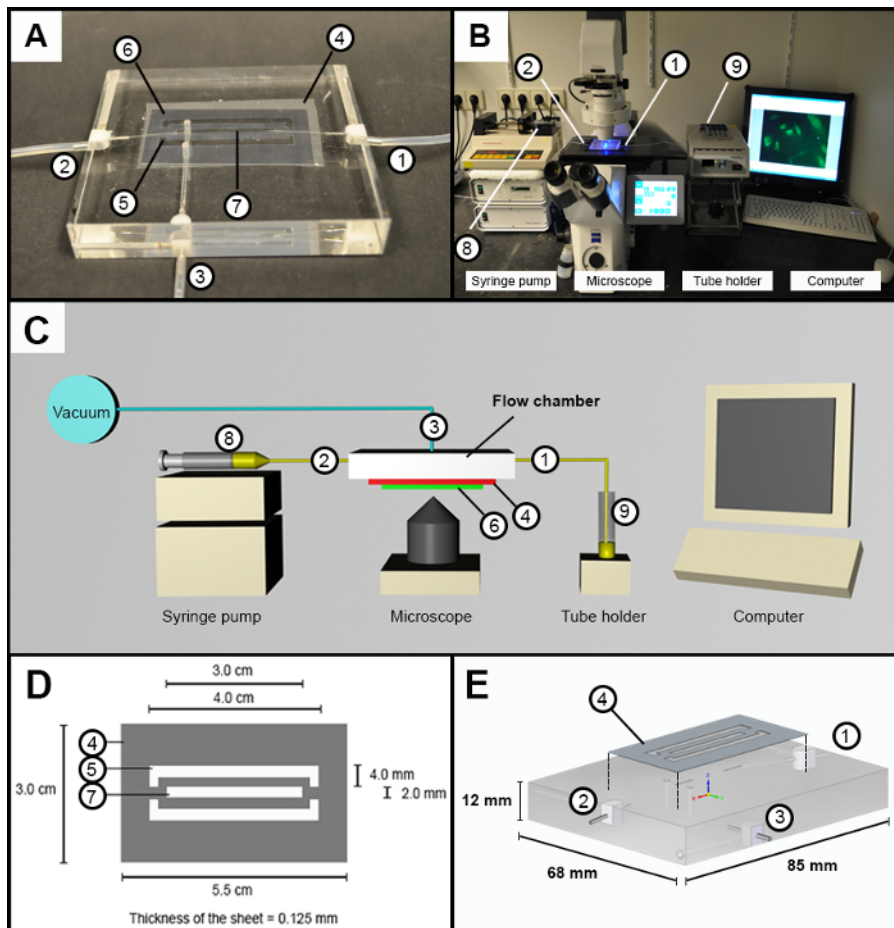 A
6
4
2
1
5
7
3
B
2
1
9
8
Syringe pump
Microscope
Tube holder
Computer
C
Vacuum
Flow chamber
8
2
3
1
6
4
9
Syringe pump
Microscope
Tube holder
Computer
D
3.0 cm
4.0 cm
4
5
7
3.0 cm
4.0 mm
2.0 mm
5.5 cm
Thickness of the sheet = 0.125 mm
E
4
1
2
3
12 mm
68 mm
85 mm